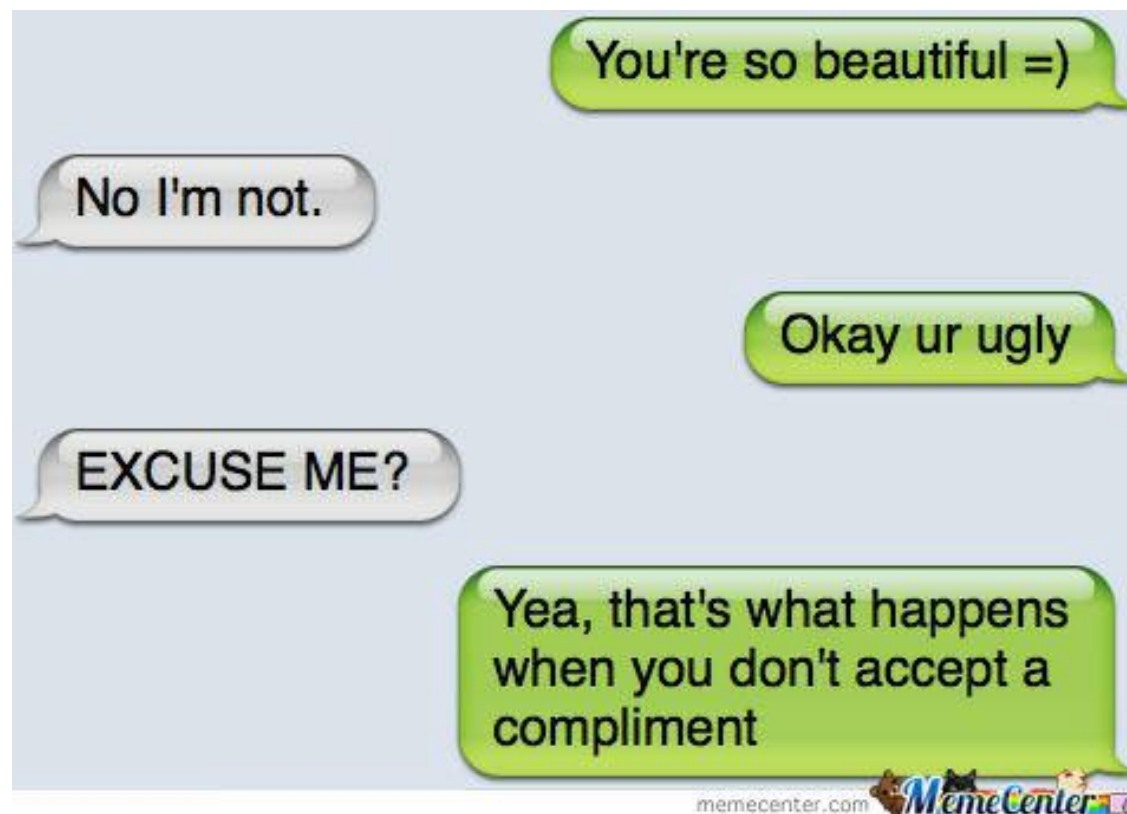 You're so beautiful =)
No I'm not.
Okay ur ugly
EXCUSE ME?
Yea, that's what happens
when you don't accept a
compliment
memecenter.com MemeCenter